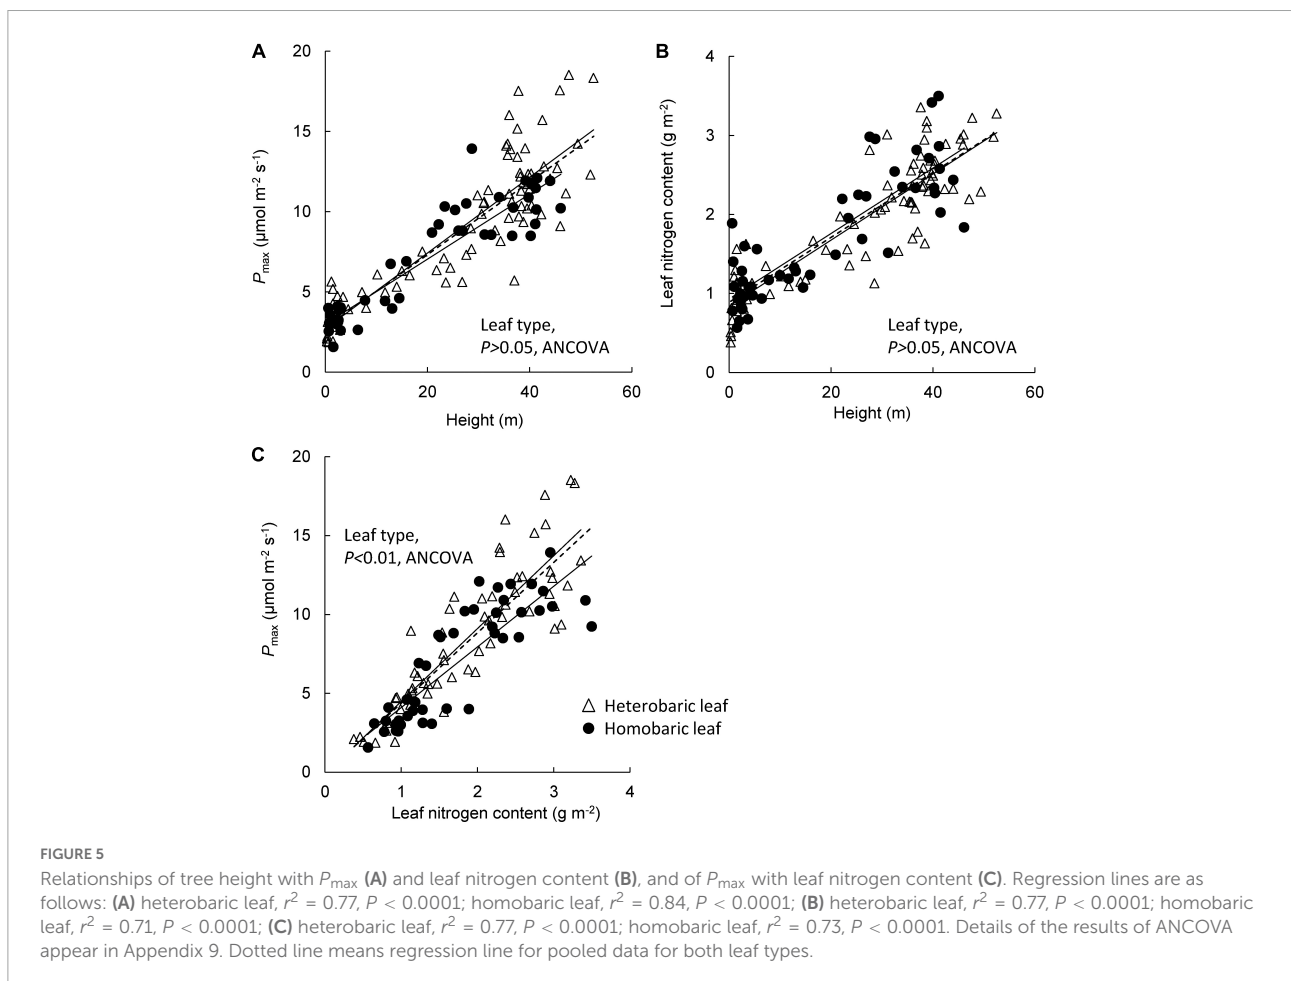 A
20
15
10
5
0
P max (μmol m-2 s-1)
0 20 40 60
Height (m)
Leaf type,
P>0.05, ANCOVA
B
4
3
2
1
0
Leaf nitrogen content (g m-2)
0 20 40 60
Height (m)
Leaf type,
P>0.05, ANCOVA
C
20
15
10
5
0
P max (μmol m-2 s-1)
Leaf type,
P<0.01, ANCOVA
Heterobaric leaf
Homobaric leaf
0 1 2 3 4
Leaf nitrogen content (g m-2)
FIGURE 5
Relationships of tree height with Pmax (A) and leaf nitrogen content (B), and of Pmax with leaf nitrogen content (C). Regression lines are as
follows: (A) heterobaric leaf, r2 = 0.77, P < 0.0001; homobaric leaf, r2 = 0.84, P < 0.0001; (B) heterobaric leaf, r2 = 0.77, P < 0.0001; homobaric
leaf, r2 = 0.71, P < 0.0001; (C) heterobaric leaf, r2 = 0.77, P < 0.0001; homobaric leaf, r2 = 0.73, P < 0.0001. Details of the results of ANCOVA
appear in Appendix 9. Dotted line means regression line for pooled data for both leaf types.